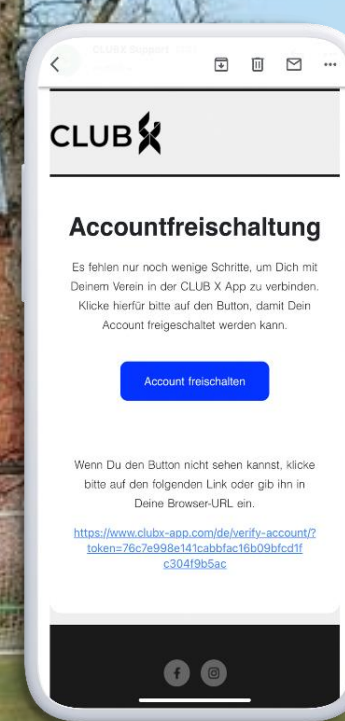 CLUBX Support
CLUB X
Accountfreischaltung
Es fehlen nur noch wenige Schritte, um Dich mit
Deinem Verein in der CLUB X App zu verbinden.
Klicke hierfür bitte auf den Button, damit Dein
Account freigeschaltet werden kann.
Account freischalten
Wenn Du den Button nicht sehen kannst, klicke
bitte auf den folgenden Link oder gib ihn in
Deine Browser-URL ein.
https://www.clubx-app.com/de/verify-account/?
token=76c7e998e141cabbfac16b09bfcd1f
c304f9b5ac